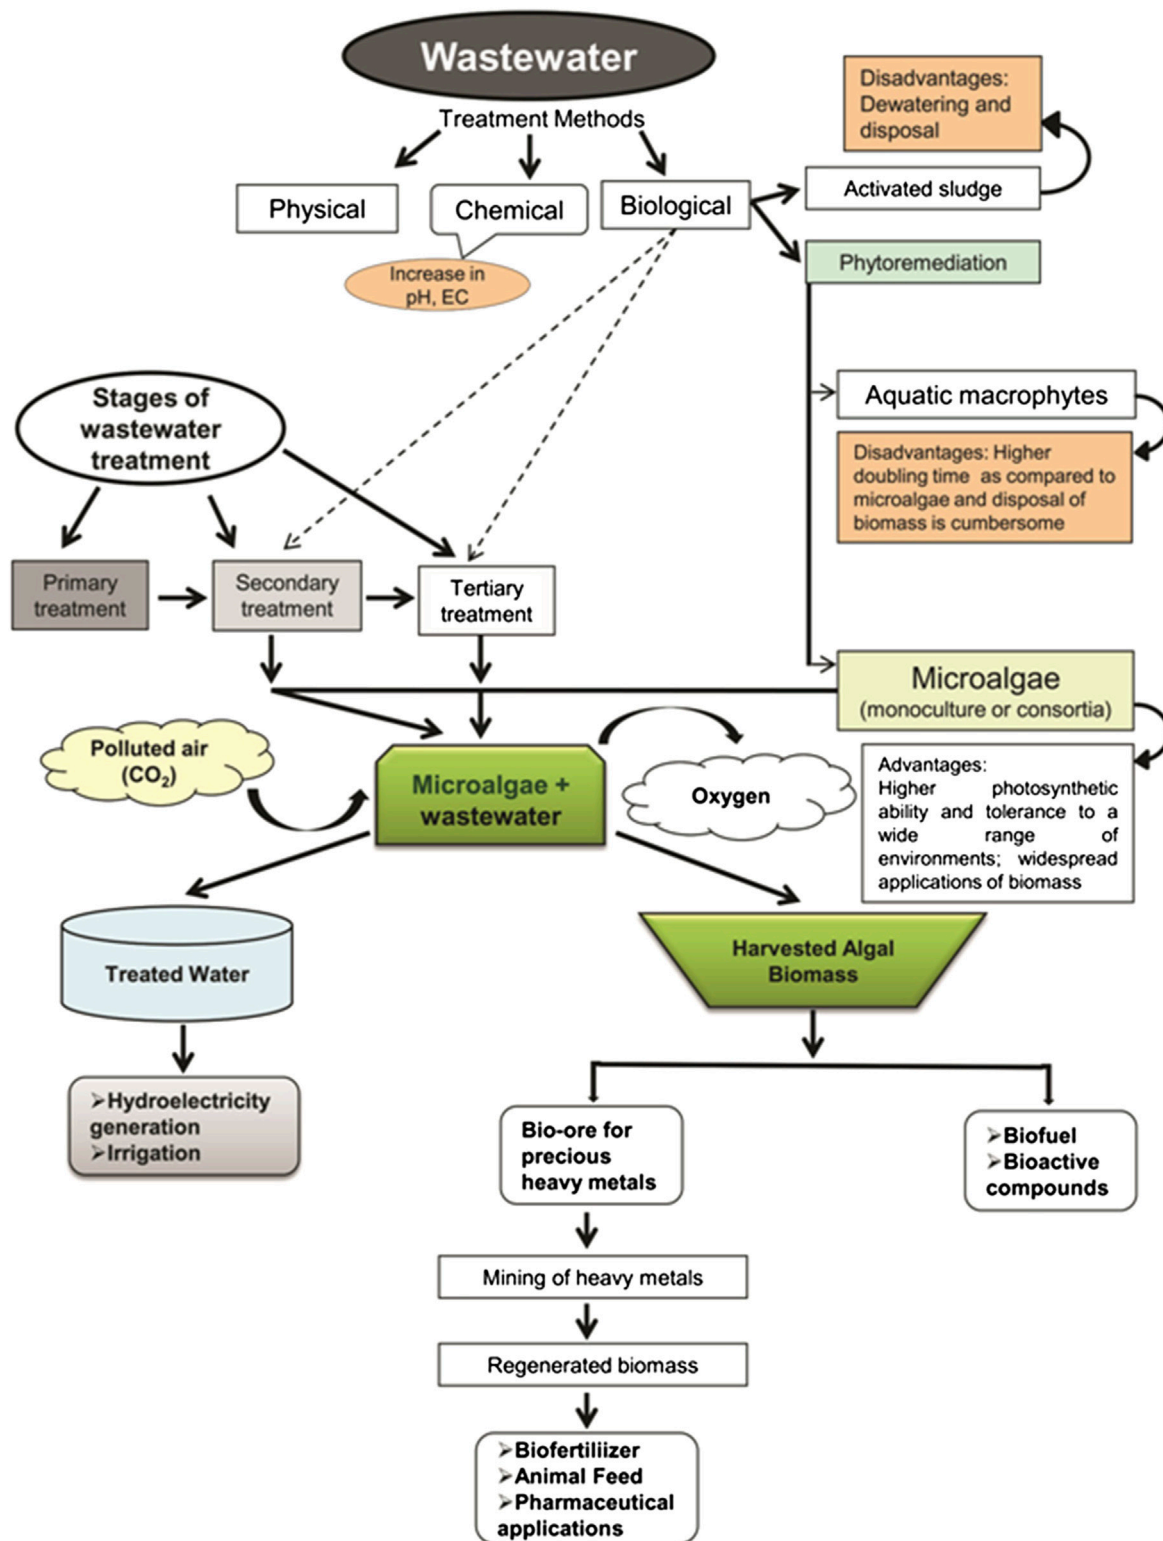 Wastewater
Treatment Methods
Physical
Chemical
Biological
Increase in
pH, EC
Disadvantages:
Dewatering and
disposal
Activated sludge
Phytoremediation
Aquatic macrophytes
Disadvantages: Higher
doubling time as compared to
microalgae and disposal of
biomass is cumbersome
Stages of
wastewater
treatment
Primary
treatment
Secondary
treatment
Tertiary
treatment
Microalgae
(monoculture or consortia)
Advantages:
Higher photosynthetic
ability and tolerance to a
wide range of
environments; widespread
applications of biomass
Polluted air
(CO₂)
Microalgae +
wastewater
Oxygen
Treated Water
➢Hydroelectricity
generation
➢Irrigation
Harvested Algal
Biomass
Bio-ore for
precious
heavy metals
➢Biofuel
➢Bioactive
compounds
Mining of heavy metals
Regenerated biomass
➢Biofertiliizer
➢Animal Feed
➢Pharmaceutical
applications